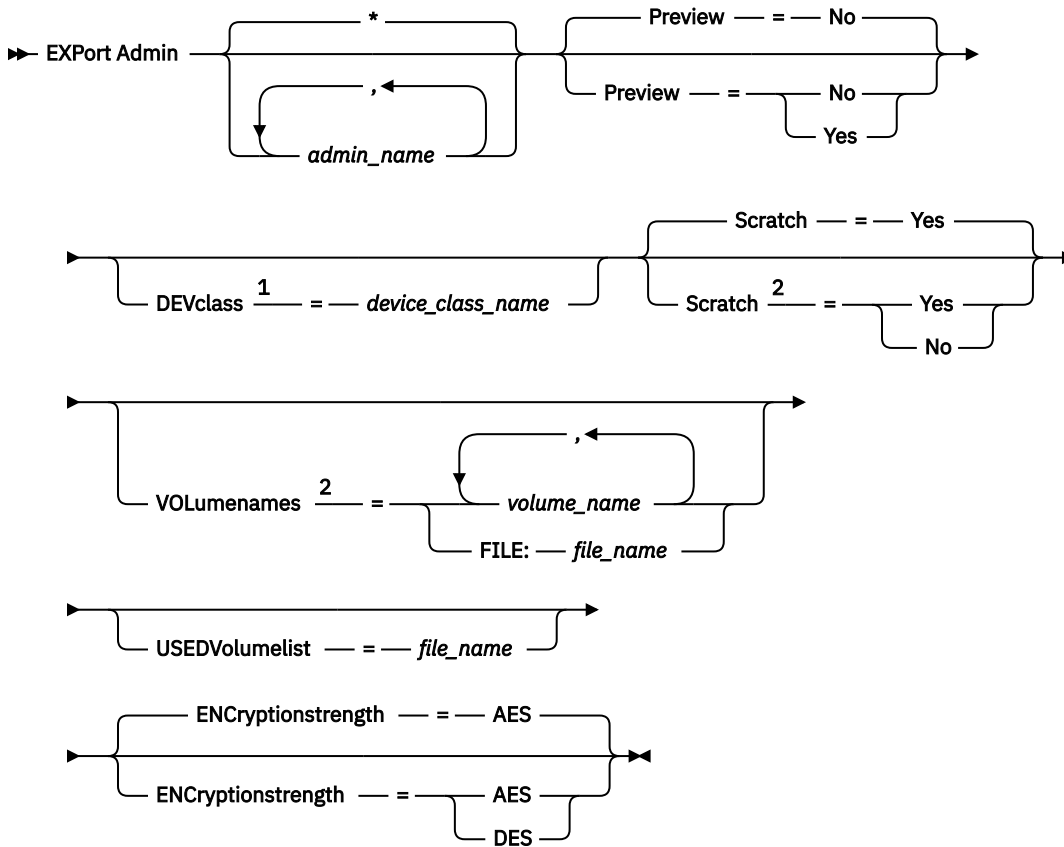 *
Preview = No
EXPort Admin
,
Preview = No
Yes
admin_name
Scratch = Yes
DEVclass 1 = device_class_name
Scratch 2 = Yes
No
,
VOLumenames 2 = volume_name
FILE: file_name
USEDVolumelist = file_name
ENCryptionstrength = AES
ENCryptionstrength = AES
DES